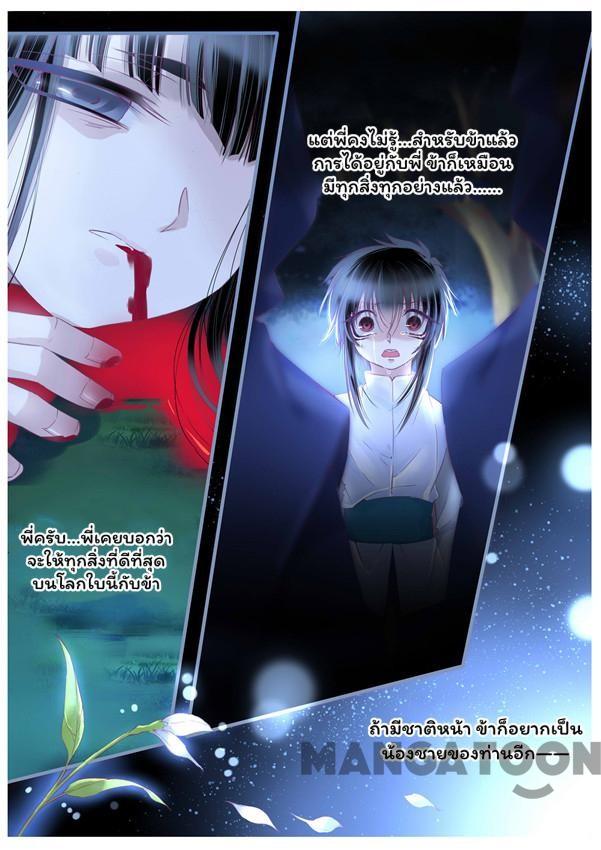 พี่ครับ...พี่เคยบอกว่า
จะให้ทุกสิ่งที่ดีที่สุด
บนโลกใบนี้กับข้า
แต่พี่คงไม่รู้...สำหรับข้าแล้ว
การได้อยู่กับพี่ ข้าก็เหมือน
มีทุกสิ่งทุกอย่างแล้ว......
ถ้ามีชาติหน้า ข้าก็อยากเป็น
น้องชายของท่านอีก——
MANGATOON